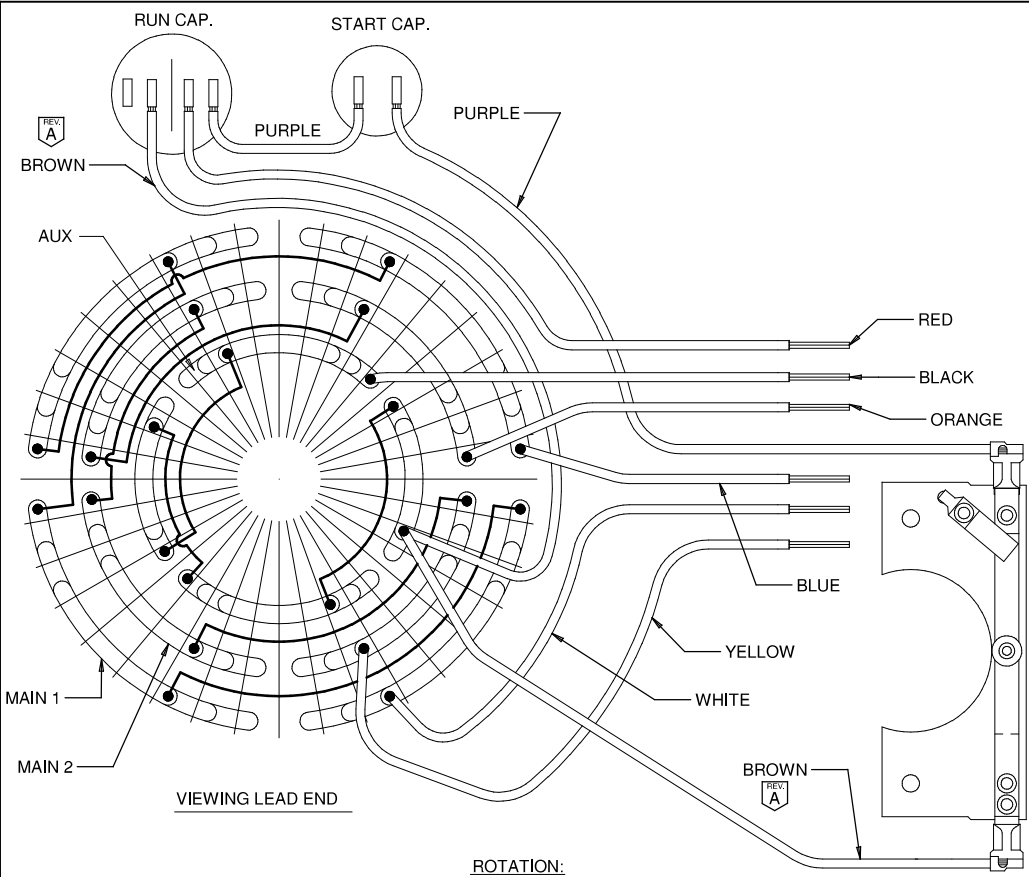 RUN CAP.
START CAP.
PURPLE
PURPLE
REV.
A
BROWN
AUX
RED
BLACK
ORANGE
BLUE
YELLOW
WHITE
MAIN 1
MAIN 2
BROWN
REV.
A
VIEWING LEAD END
ROTATION: